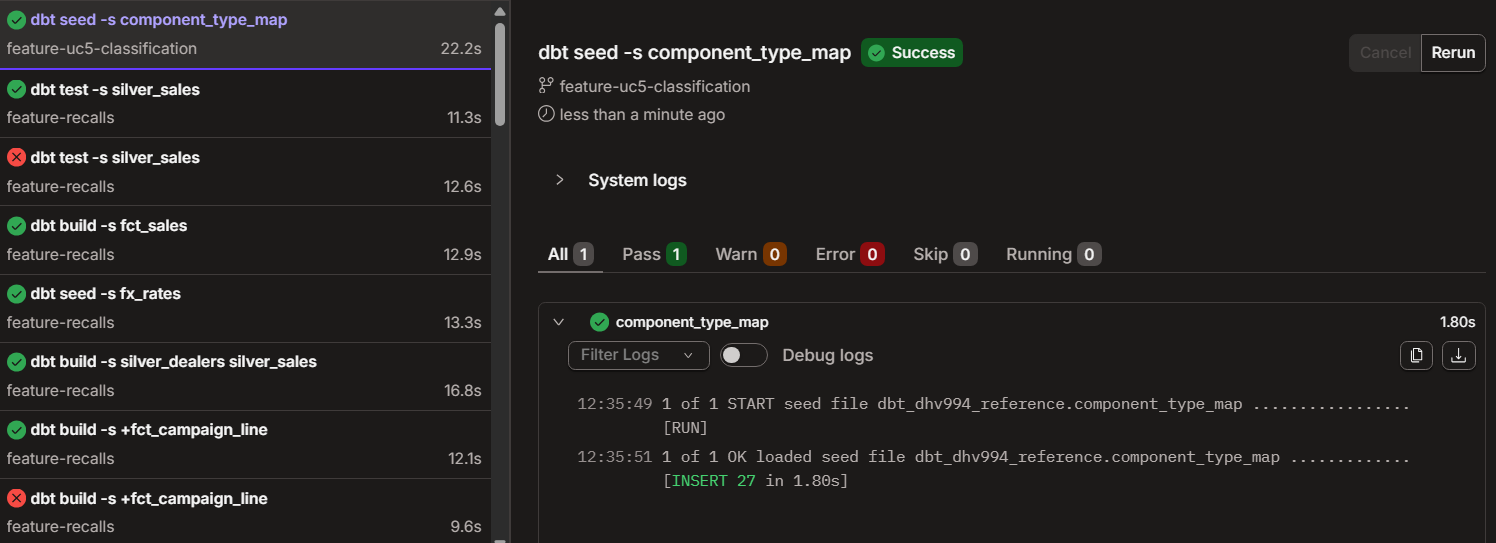 dbt seed -s component_type_map
feature-uc5-classification 22.2s
dbt test -s silver_sales
feature-recalls 11.3s
dbt test -s silver_sales
feature-recalls 12.6s
dbt build -s fct_sales
feature-recalls 12.9s
dbt seed -s fx_rates
feature-recalls 13.3s
dbt build -s silver_dealers silver_sales
feature-recalls 16.8s
dbt build -s +fct_campaign_line
feature-recalls 12.1s
dbt build -s +fct_campaign_line
feature-recalls 9.6s
dbt seed -s component_type_map Success Cancel Rerun
feature-uc5-classification
less than a minute ago
System logs
All 1 Pass 1 Warn 0 Error 0 Skip 0 Running 0
component_type_map 1.80s
Filter Logs Debug logs
12:35:49 1 of 1 START seed file dbt_dhv994_reference.component_type_map .................
[RUN]
12:35:51 1 of 1 OK loaded seed file dbt_dhv994_reference.component_type_map .............
[INSERT 27 in 1.80s]